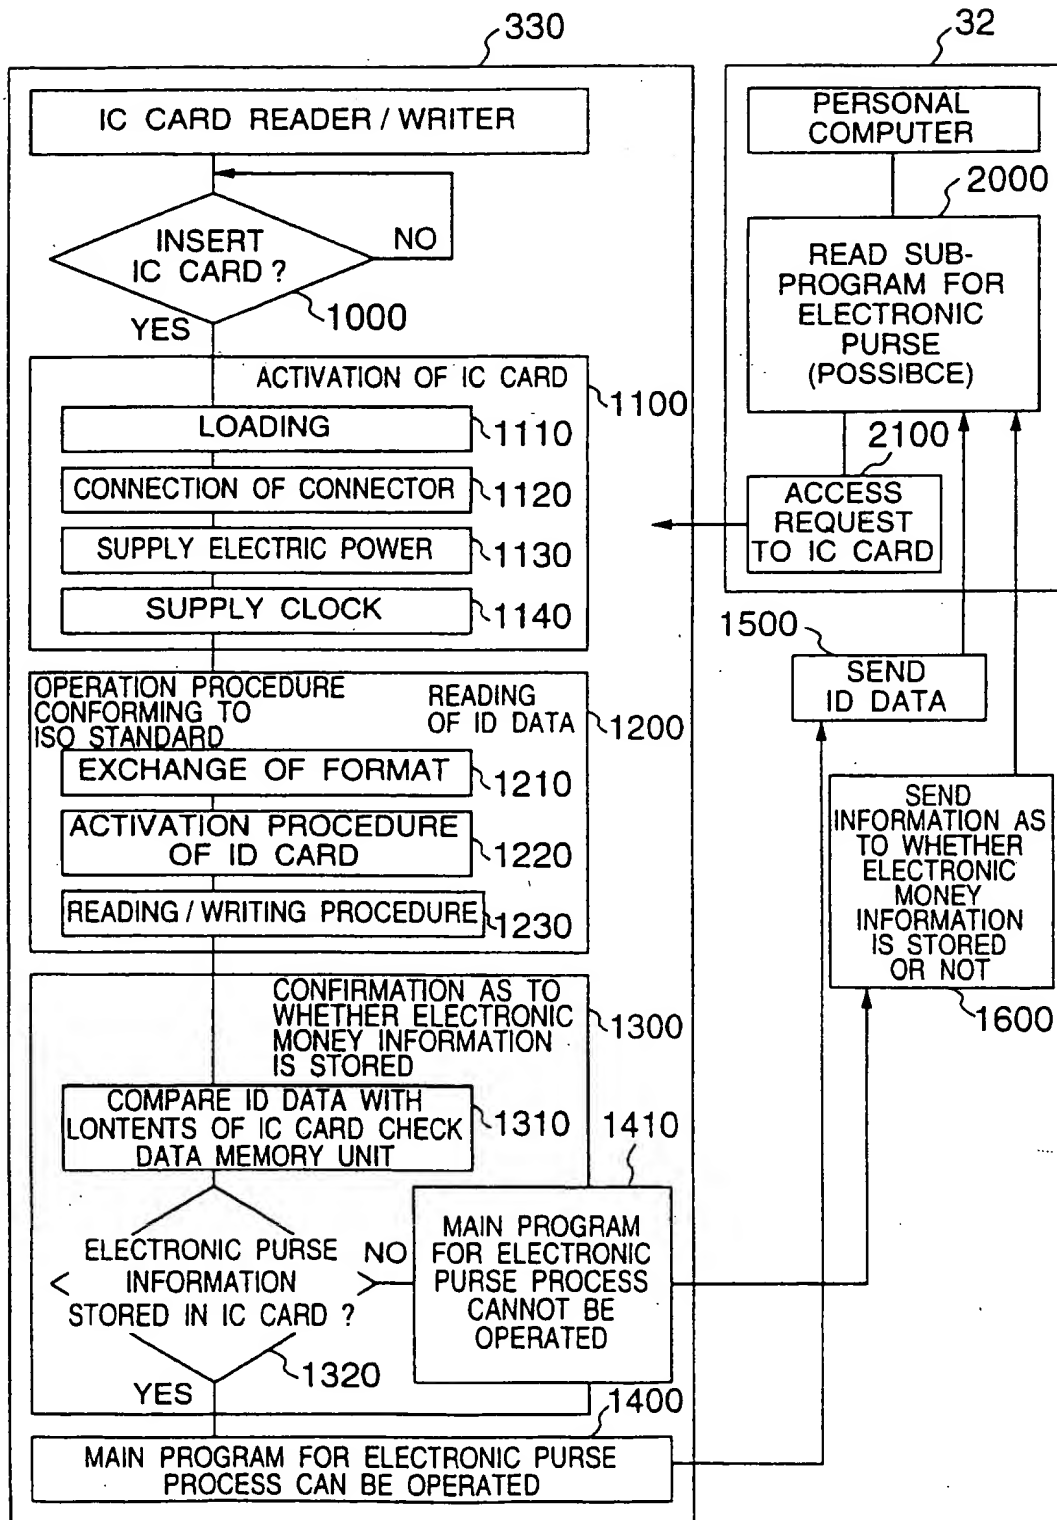 330
IC CARD READER / WRITER
INSERT
IC CARD ?
NO
1000
YES
ACTIVATION OF IC CARD
1100
LOADING
1110
CONNECTION OF CONNECTOR
1120
SUPPLY ELECTRIC POWER
1130
SUPPLY CLOCK
1140
OPERATION PROCEDURE
CONFORMING TO
ISO STANDARD
READING
OF ID DATA
1200
EXCHANGE OF FORMAT
1210
ACTIVATION PROCEDURE
OF ID CARD
1220
READING / WRITING PROCEDURE
1230
CONFIRMATION AS TO
WHETHER ELECTRONIC
MONEY INFORMATION
IS STORED
1300
COMPARE ID DATA WITH
LONTENTS OF IC CARD CHECK
DATA MEMORY UNIT
1310
1410
ELECTRONIC PURSE
INFORMATION
STORED IN IC CARD ?
NO
1320
YES
MAIN PROGRAM
FOR ELECTRONIC
PURSE PROCESS
CANNOT BE
OPERATED
1400
MAIN PROGRAM FOR ELECTRONIC PURSE
PROCESS CAN BE OPERATED
32
PERSONAL
COMPUTER
2000
READ SUB-
PROGRAM FOR
ELECTRONIC
PURSE
(POSSIBCE)
2100
ACCESS
REQUEST
TO IC CARD
1500
SEND
ID DATA
SEND
INFORMATION AS
TO WHETHER
ELECTRONIC
MONEY
INFORMATION
IS STORED
OR NOT
1600